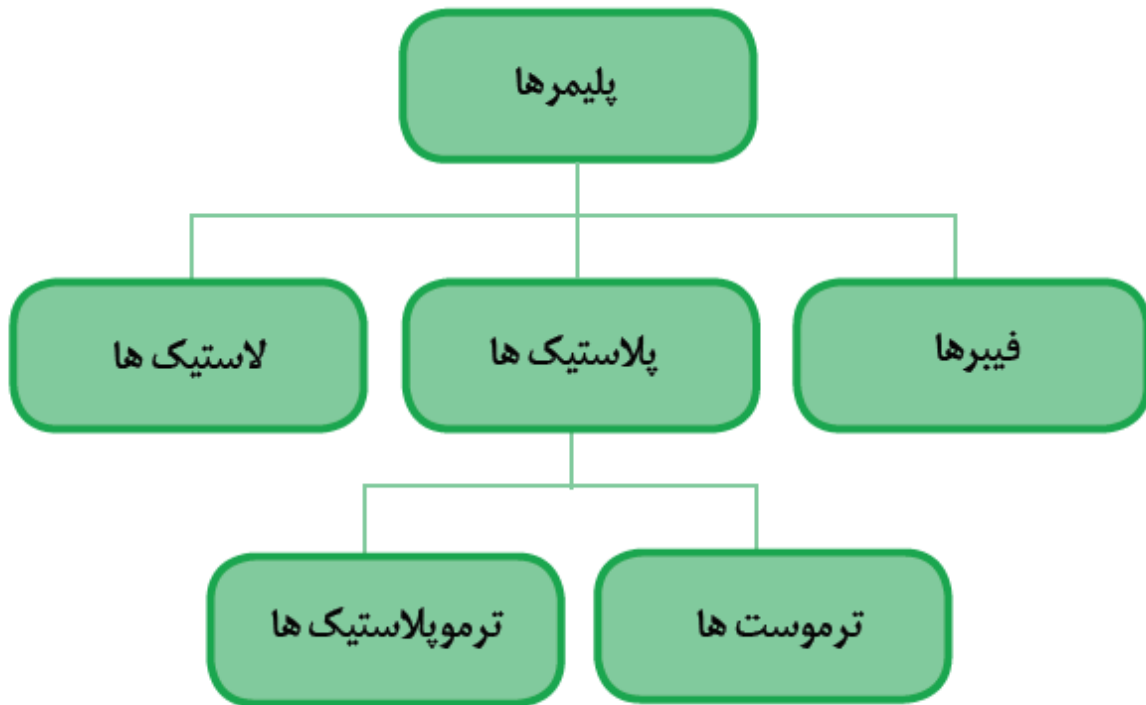 پلیمرها
فیبرها
پلاستیک ها
لاستیک ها
ترموست ها
ترموپلاستیک ها